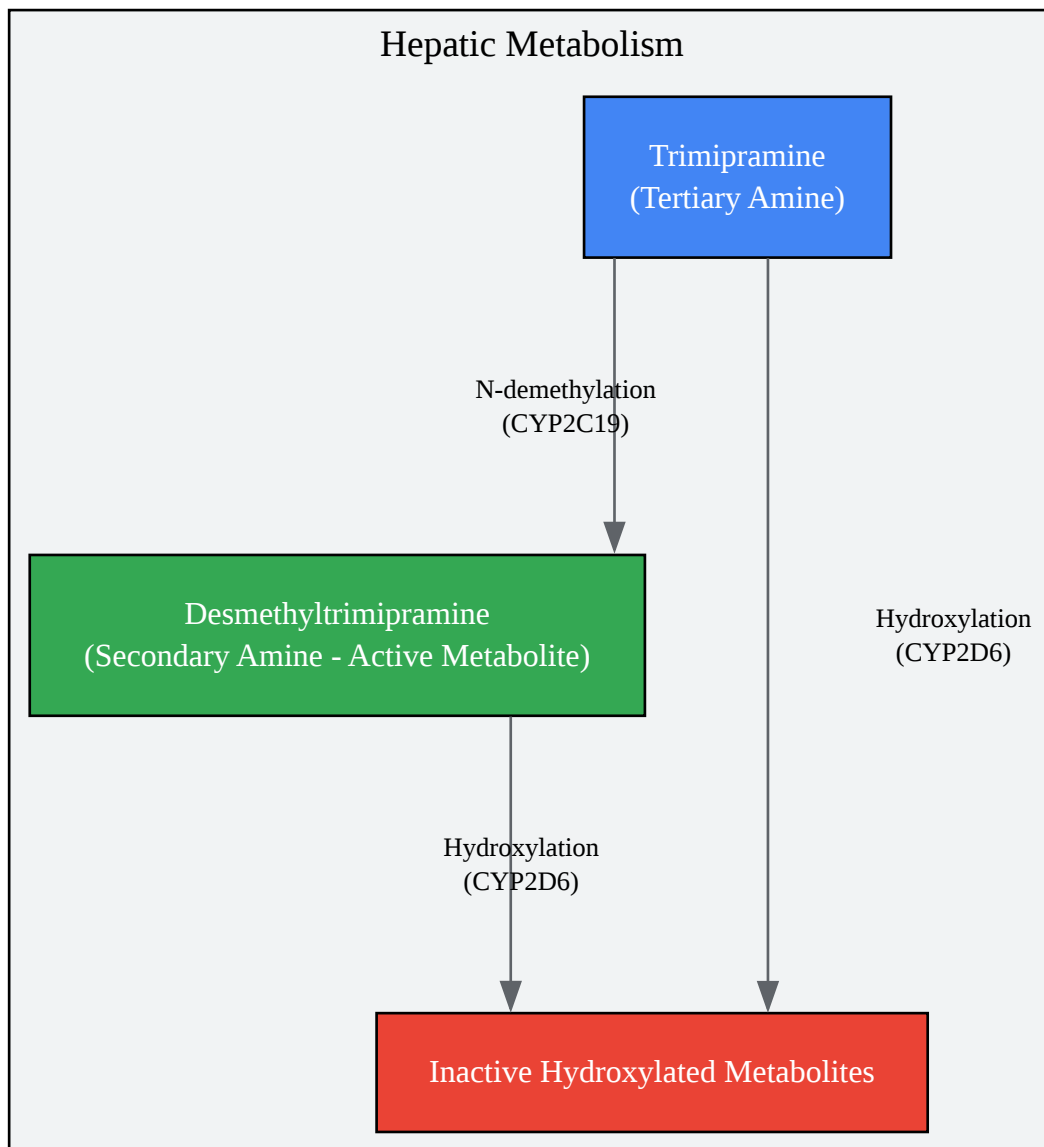 Hepatic Metabolism
Trimipramine
(Tertiary Amine)
N-demethylation
(CYP2C19)
Desmethyltrimipramine
(Secondary Amine - Active Metabolite)
Hydroxylation
(CYP2D6)
Hydroxylation
(CYP2D6)
Inactive Hydroxylated Metabolites